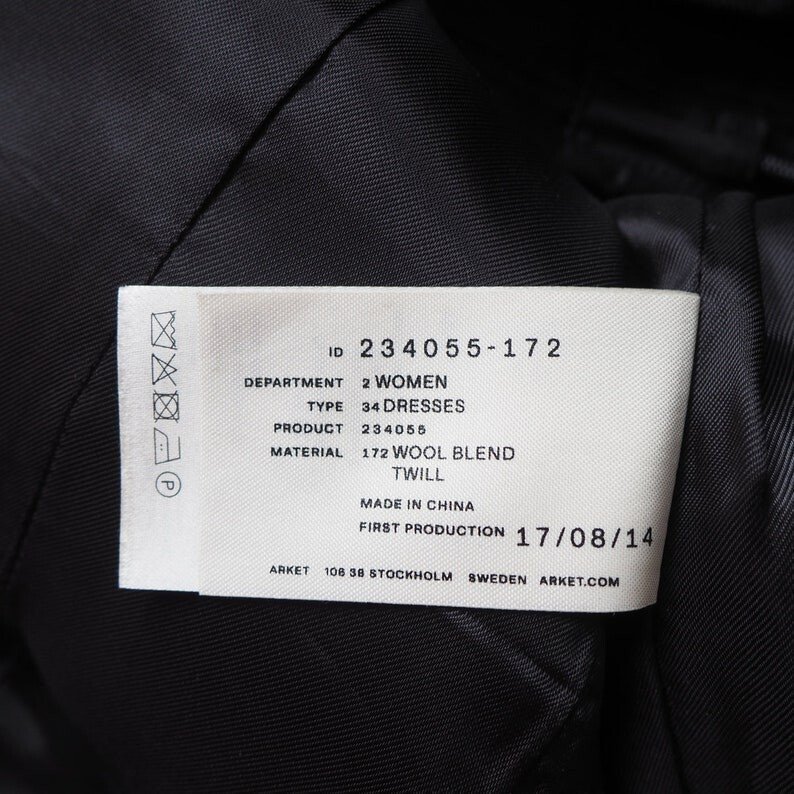 ID 234055-172
DEPARTMENT 2 WOMEN
TYPE 34 DRESSES
PRODUCT 234055
MATERIAL 172 WOOL BLEND
TWILL
MADE IN CHINA
FIRST PRODUCTION 17/08/14
ARKET 106 38 STOCKHOLM SWEDEN ARKET.COM
P